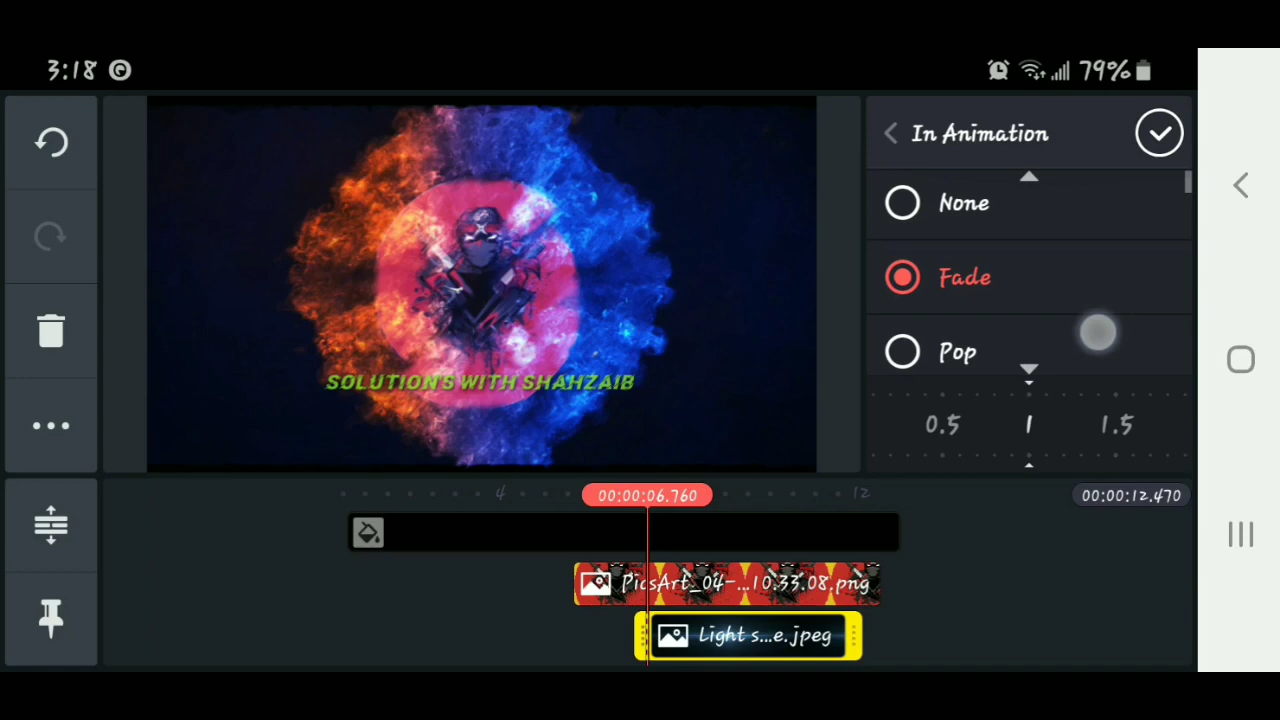 3:18
79%
In Animation
None
Fade
Pop
0.5 1 1.5
SOLUTION'S WITH SHAHZAIB
4
00:00:06.760
12
00:00:12.470
PicsArt_04-...10.33.08.png
Light s...e.jpeg